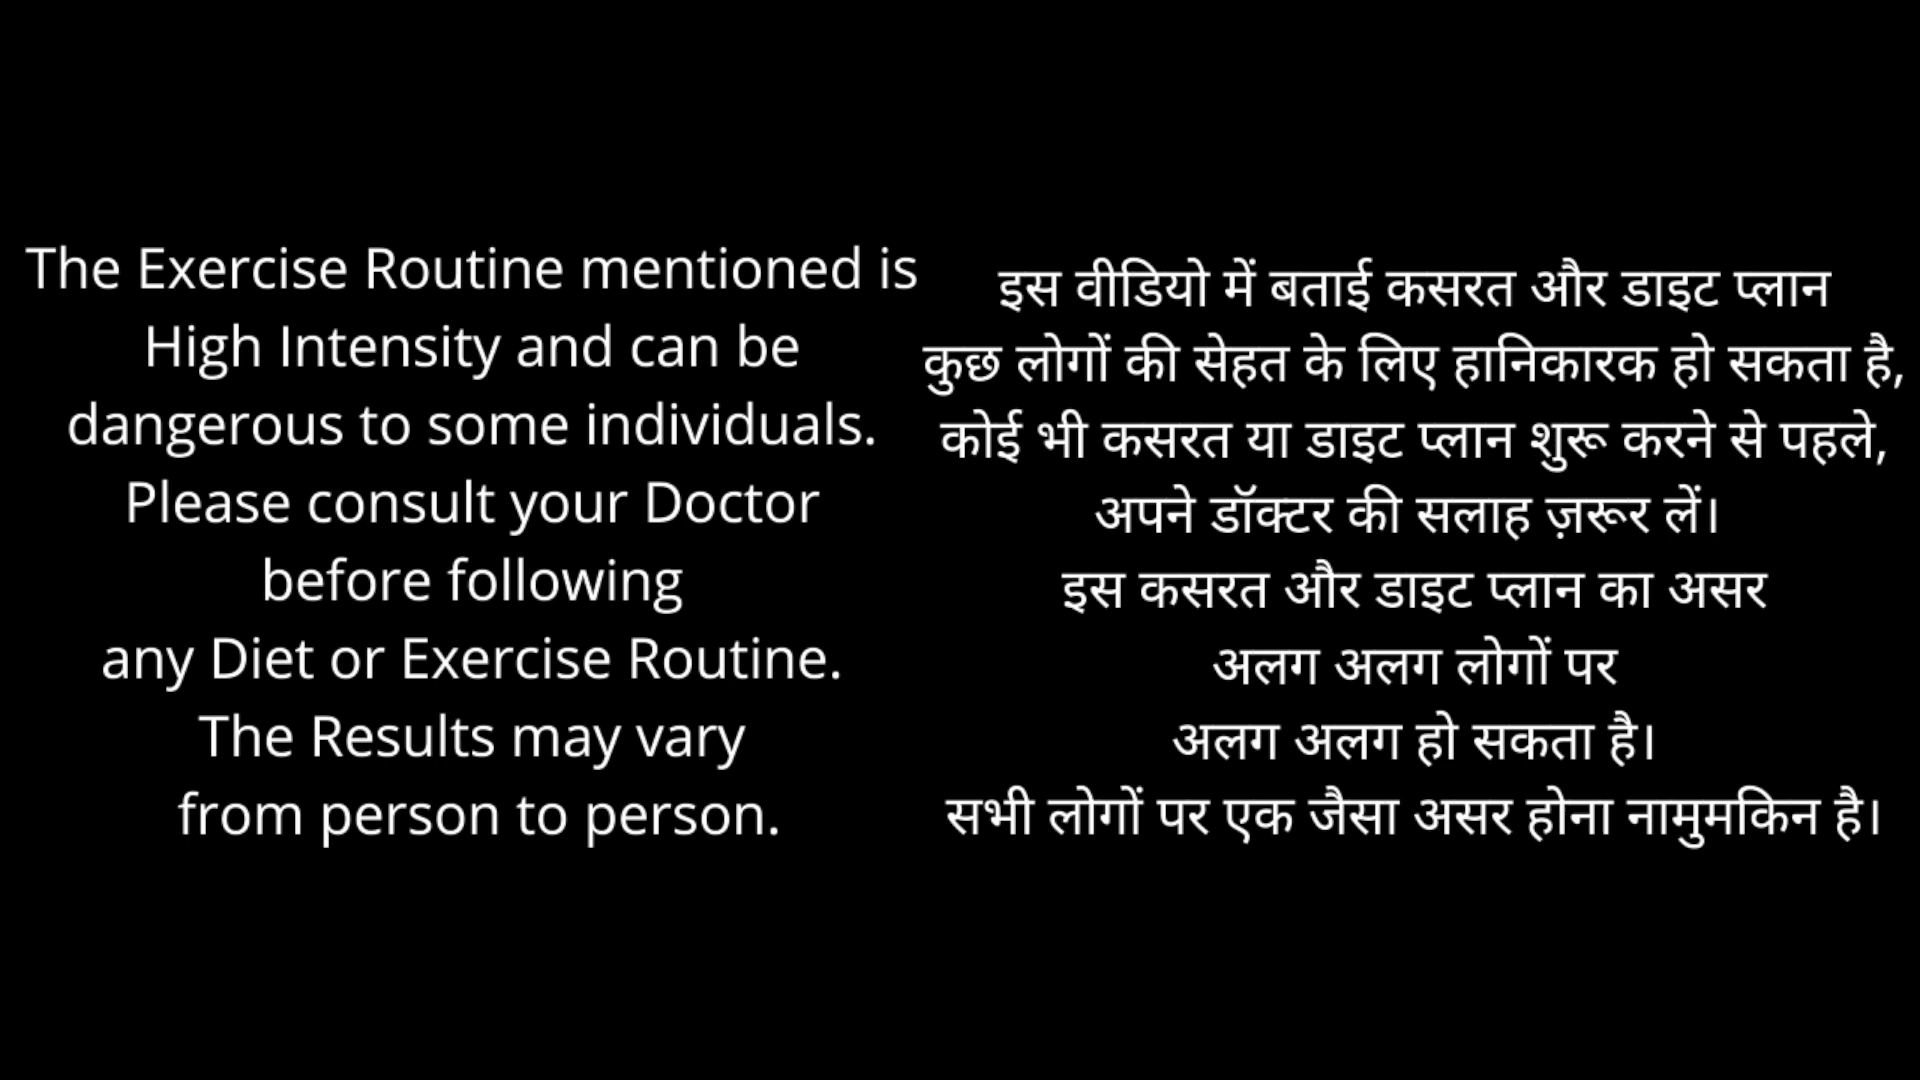 The Exercise Routine mentioned is
High Intensity and can be
dangerous to some individuals.
Please consult your Doctor
before following
any Diet or Exercise Routine.
The Results may vary
from person to person.
इस वीडियो में बताई कसरत और डाइट प्लान
कुछ लोगों की सेहत के लिए हानिकारक हो सकता है,
कोई भी कसरत या डाइट प्लान शुरू करने से पहले,
अपने डॉक्टर की सलाह ज़रूर लें।
इस कसरत और डाइट प्लान का असर
अलग अलग लोगों पर
अलग अलग हो सकता है।
सभी लोगों पर एक जैसा असर होना नामुमकिन है।